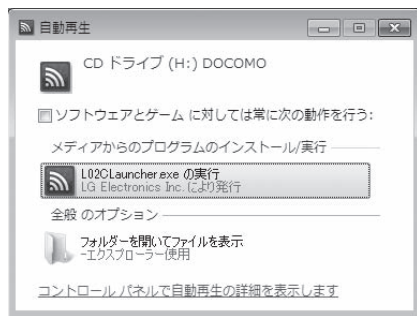 自動再生
CD ドライブ (H:) DOCOMO
ソフトウェアとゲーム に対しては常に次の動作を行う:
メディアからのプログラムのインストール/実行
L02CLauncher.exe の実行
LG Electronics Inc. により発行
全般 のオプション
フォルダーを開いてファイルを表示
-エクスプローラー使用
コントロール パネルで自動再生の詳細を表示します